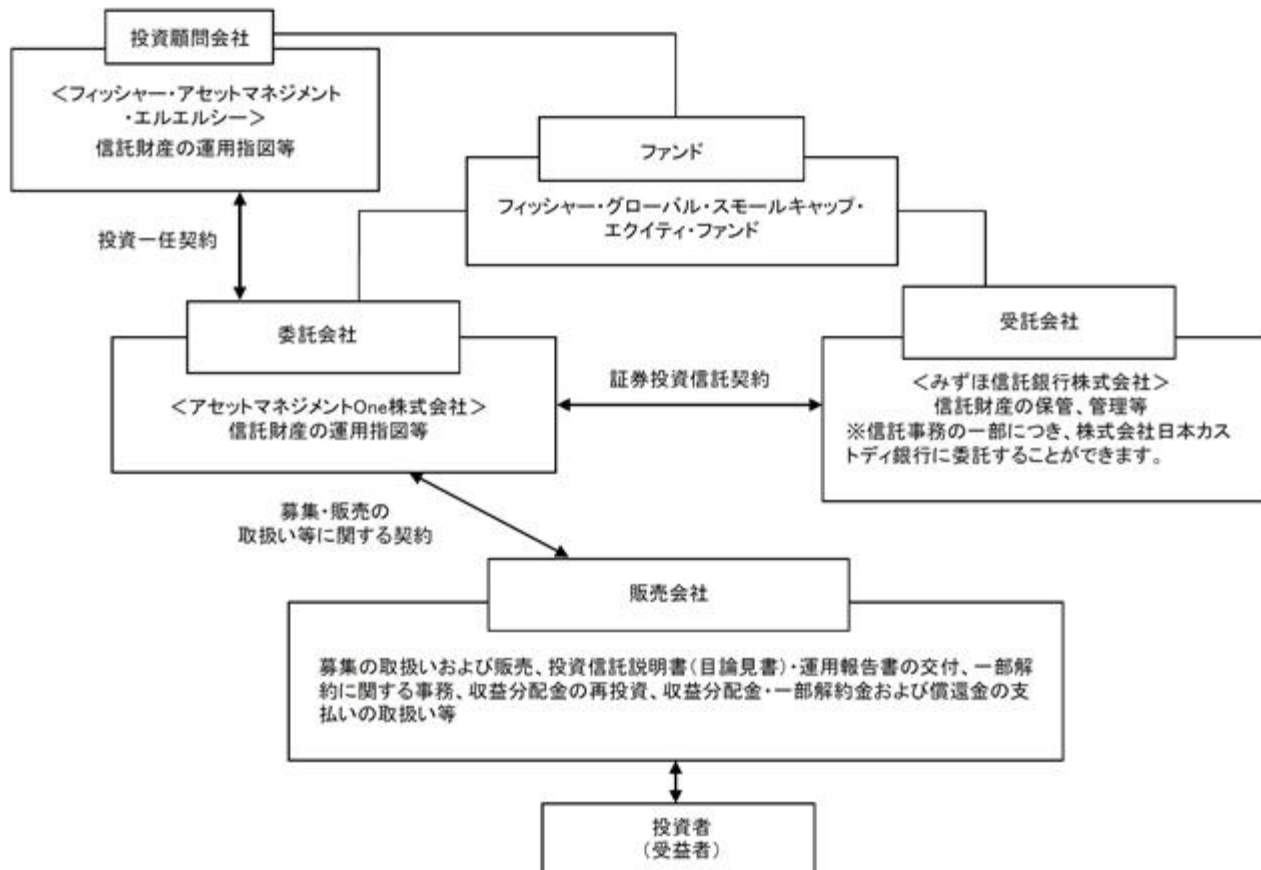 投資顧問会社
＜フィッシャー・アセットマネジメント
・エルエルシー＞
信託財産の運用指図等
ファンド
フィッシャー・グローバル・スモールキャップ・
エクイティ・ファンド
投資一任契約
委託会社
＜アセットマネジメントOne株式会社＞
信託財産の運用指図等
証券投資信託契約
受託会社
＜みずほ信託銀行株式会社＞
信託財産の保管、管理等
※信託事務の一部につき、株式会社日本カス
トディ銀行に委託することができます。
募集・販売の
取扱い等に関する契約
販売会社
募集の取扱いおよび販売、投資信託説明書（目論見書）・運用報告書の交付、一部解
約に関する事務、収益分配金の再投資、収益分配金・一部解約金および償還金の支
払いの取扱い等
投資者
（受益者）